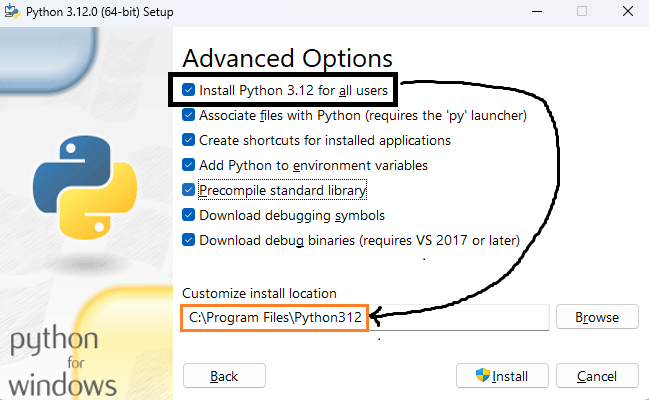 Python 3.12.0 (64-bit) Setup
Advanced Options
Install Python 3.12 for all users
Associate files with Python (requires the 'py' launcher)
Create shortcuts for installed applications
Add Python to environment variables
Precompile standard library
Download debugging symbols
Download debug binaries (requires VS 2017 or later)
Customize install location
C:\Program Files\Python312
Browse
python
for
windows
Back
Install
Cancel